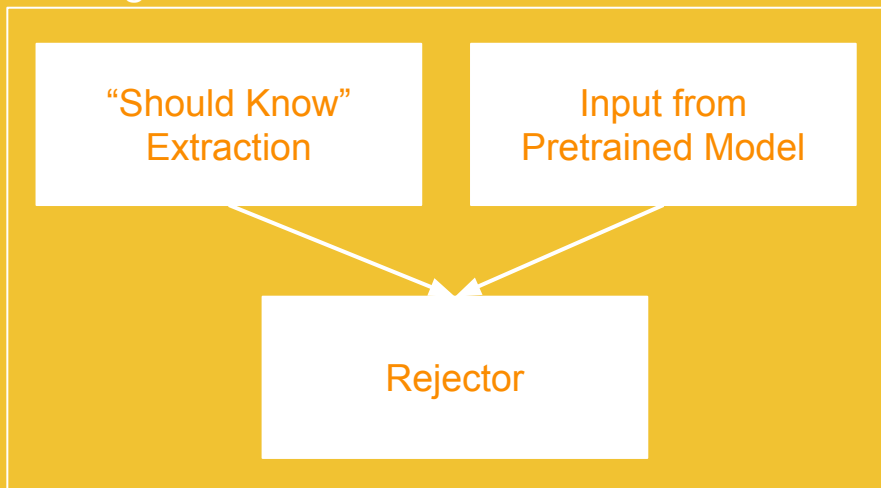 “Should Know”
Extraction
Input from
Pretrained Model
Rejector